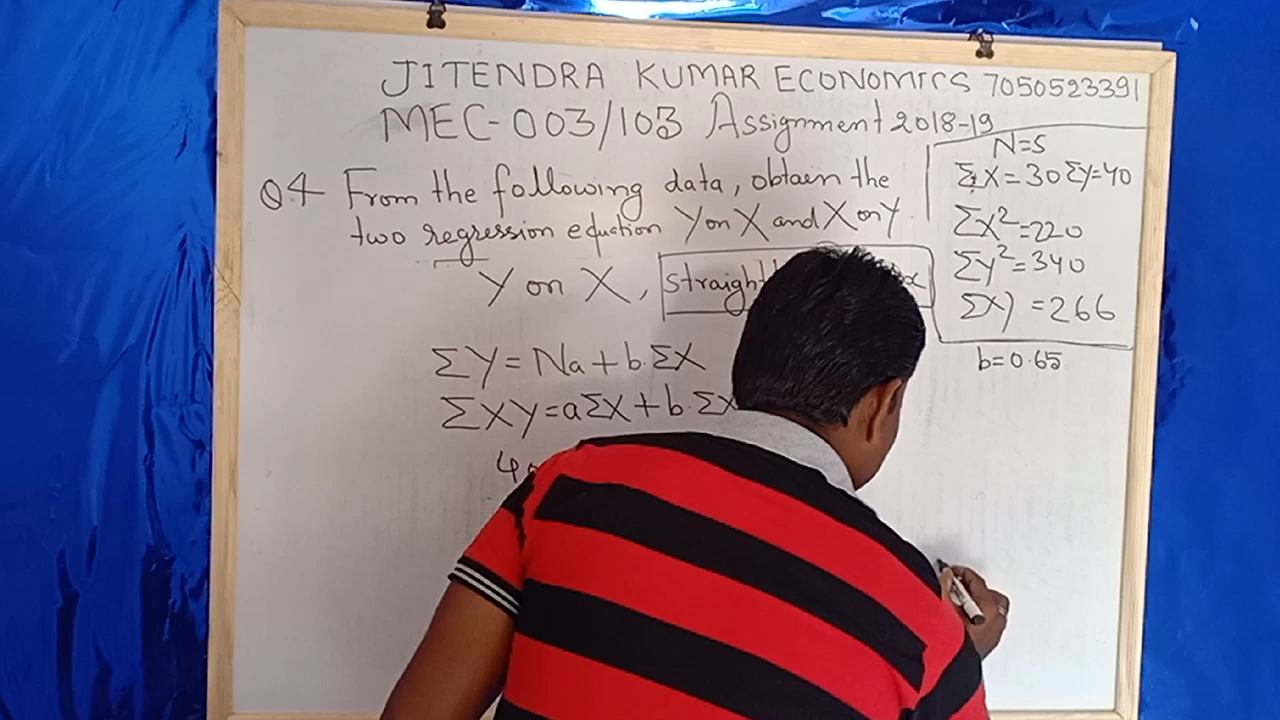 JITENDRA KUMAR ECONOMICS 7050523391
MEC-003/103 Assignment 2018-19
Q4 From the following data, obtain the
two regression equation Y on X and X on Y.
Y on X,
ΣY=Na+b.ΣX
ΣXY=aΣX+b.ΣX
N=5
ΣX=30 ΣY=40
ΣX²=220
ΣY²=340
ΣXY=266
b=0.65